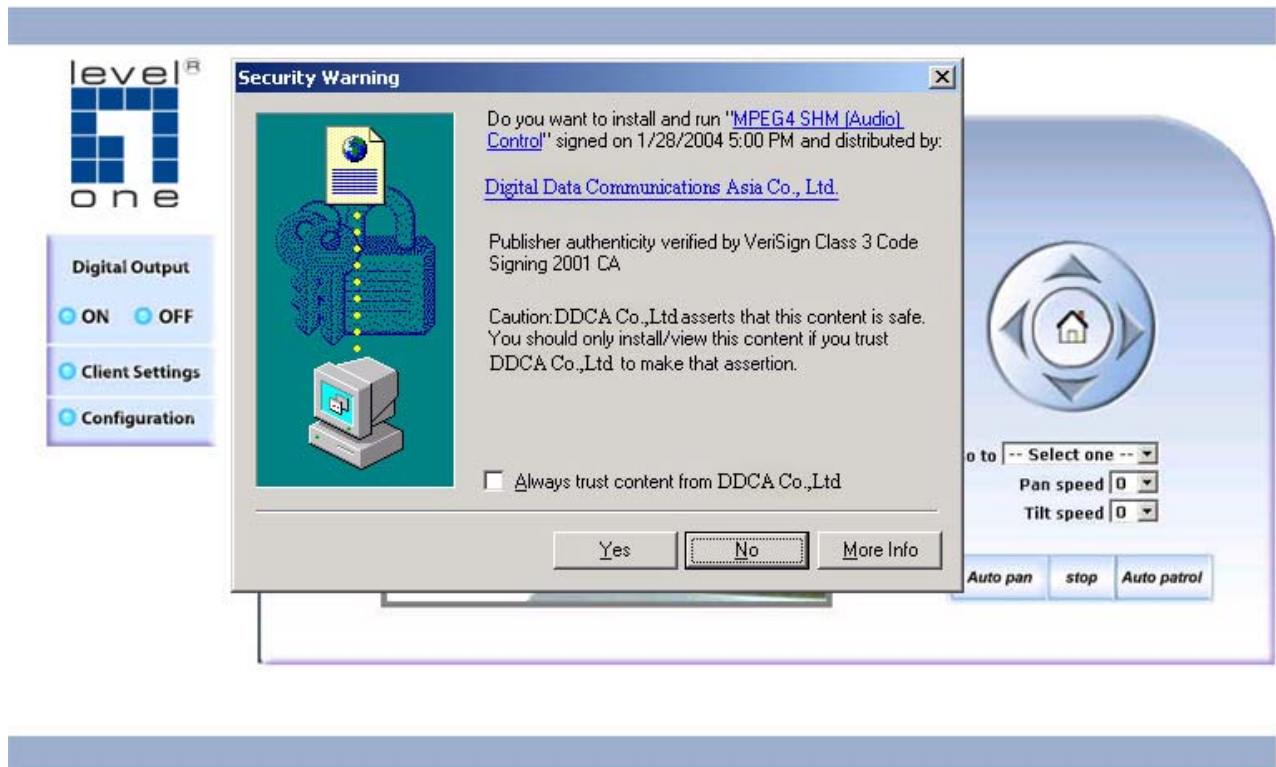 level®
one
Digital Output
ON OFF
Client Settings
Configuration
Security Warning
Do you want to install and run "MPEG4 SHM (Audio)
Control" signed on 1/28/2004 5:00 PM and distributed by:
Digital Data Communications Asia Co., Ltd.
Publisher authenticity verified by VeriSign Class 3 Code
Signing 2001 CA
Caution:DDCA Co.,Ltd asserts that this content is safe.
You should only install/view this content if you trust
DDCA Co.,Ltd to make that assertion.
Always trust content from DDCA Co.,Ltd
Yes No More Info
o to -- Select one --
Pan speed 0
Tilt speed 0
Auto pan stop Auto patrol